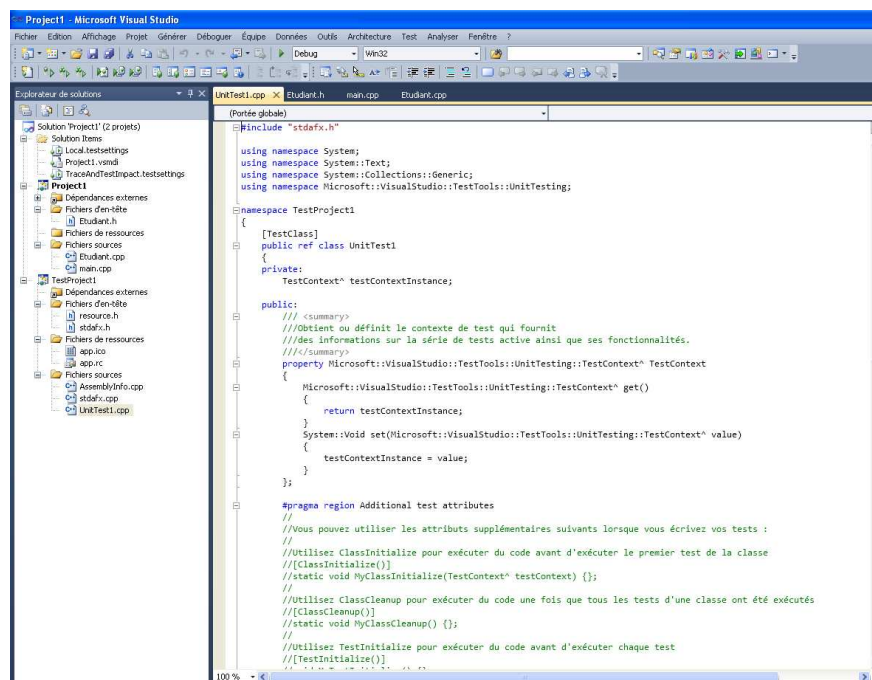 Project1 - Microsoft Visual Studio
Fichier Edition Affichage Projet Générer Déboguer Équipe Données Outils Architecture Test Analyser Fenêtre ?
Debug Win32
Explorateur de solutions
Solution 'Project1' (2 projets)
Solution Items
Local.testsettings
Project1.vsmdi
TraceAndTestImpact.testsettings
Project1
Dépendances externes
Fichiers d'en-tête
Etudiant.h
Fichiers de ressources
Fichiers sources
Etudiant.cpp
main.cpp
TestProject1
Dépendances externes
Fichiers d'en-tête
resource.h
stdafx.h
Fichiers de ressources
app.ico
app.rc
Fichiers sources
AssemblyInfo.cpp
stdafx.cpp
UnitTest1.cpp
UnitTest1.cpp Etudiant.h main.cpp Etudiant.cpp
(Portée globale)
#include "stdafx.h"
using namespace System;
using namespace System::Text;
using namespace System::Collections::Generic;
using namespace Microsoft::VisualStudio::TestTools::UnitTesting;
namespace TestProject1
{
[TestClass]
public ref class UnitTest1
{
private:
TestContext^ testContextInstance;
public:
/// <summary>
///Obtient ou définit le contexte de test qui fournit
///des informations sur la série de tests active ainsi que ses fonctionnalités.
///</summary>
property Microsoft::VisualStudio::TestTools::UnitTesting::TestContext^ TestContext
{
Microsoft::VisualStudio::TestTools::UnitTesting::TestContext^ get()
{
return testContextInstance;
}
System::Void set(Microsoft::VisualStudio::TestTools::UnitTesting::TestContext^ value)
{
testContextInstance = value;
}
};
#pragma region Additional test attributes
//
//Vous pouvez utiliser les attributs supplémentaires suivants lorsque vous écrivez vos tests :
//
//Utilisez ClassInitialize pour exécuter du code avant d'exécuter le premier test de la classe
//[ClassInitialize()]
//static void MyClassInitialize(TestContext^ testContext) {};
//
//Utilisez ClassCleanup pour exécuter du code une fois que tous les tests d'une classe ont été exécutés
//[ClassCleanup()]
//static void MyClassCleanup() {};
//
//Utilisez TestInitialize pour exécuter du code avant d'exécuter chaque test
//[TestInitialize()]
100 %